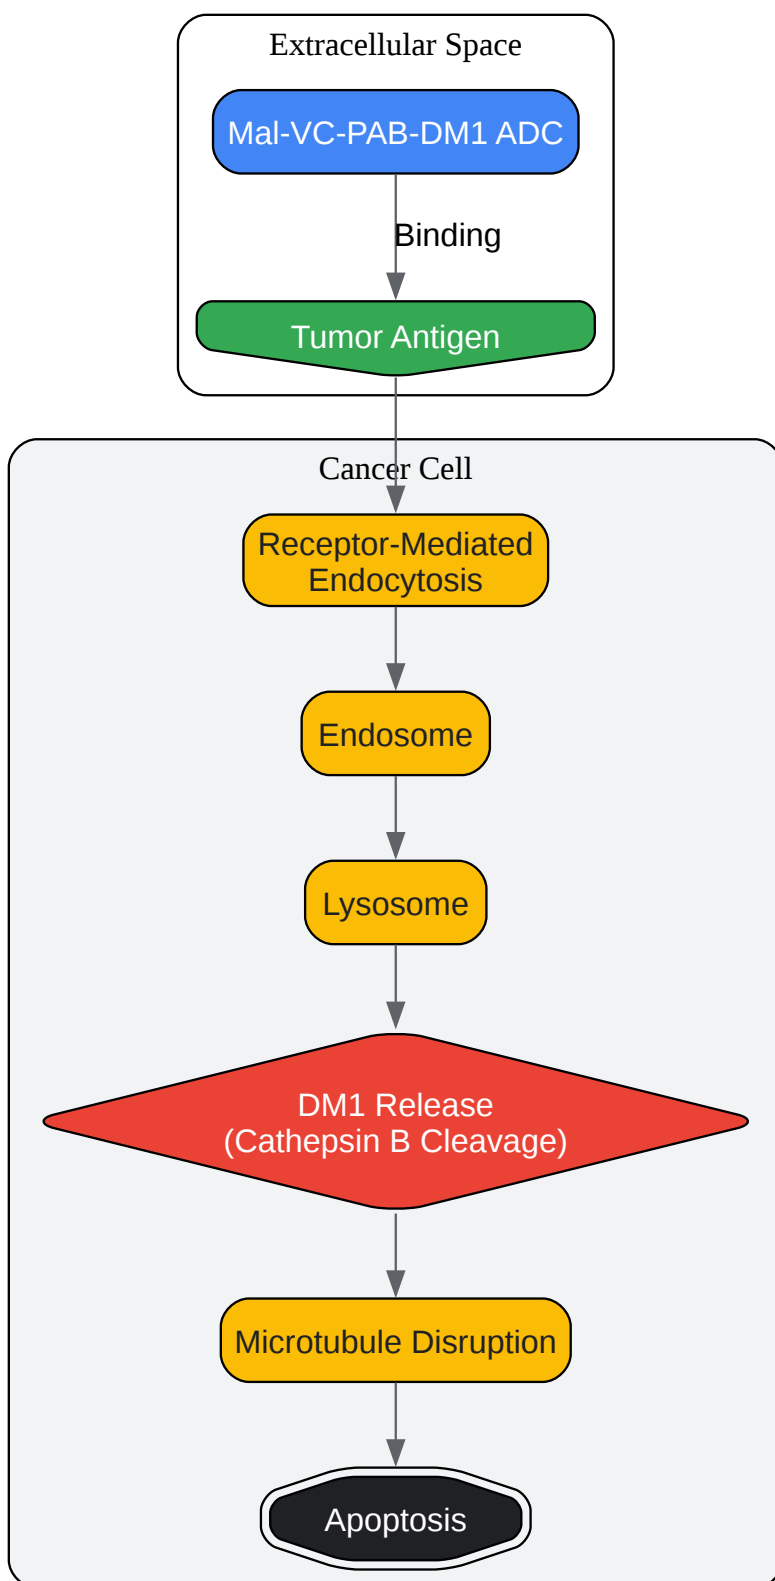 Extracellular Space
Mal-VC-PAB-DM1 ADC
Binding
Tumor Antigen
Cancer Cell
Receptor-Mediated
Endocytosis
Endosome
Lysosome
DM1 Release
(Cathepsin B Cleavage)
Microtubule Disruption
Apoptosis